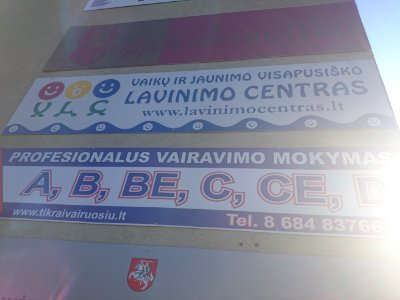 VAIKŲ IR JAUNIMO VISAPUSIŠKO
LAVINIMO CENTRAS
www.lavinimocentras.lt
PROFESIONALUS VAIRAVIMO MOKYMAS
A, B, BE, C, CE, D
www.tikraivairuosiu.lt
Tel. 8 684 83766